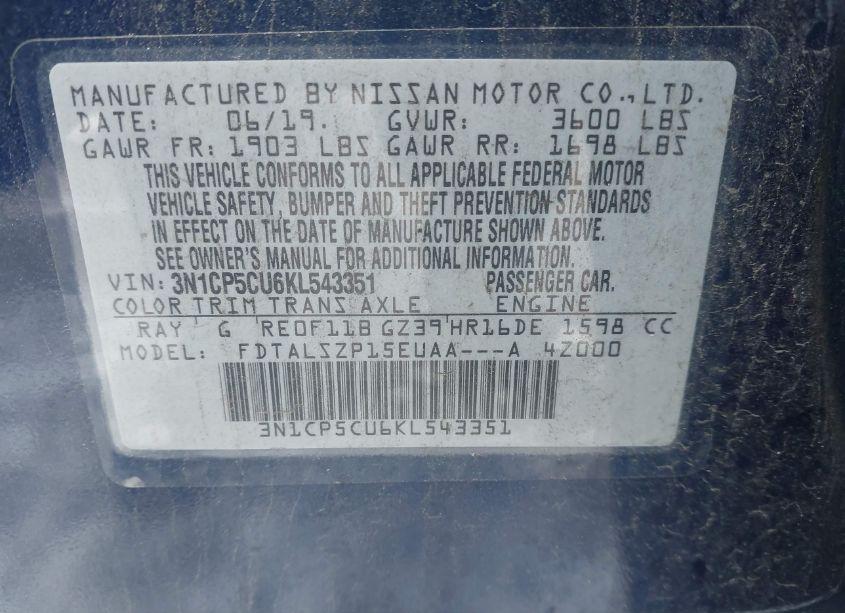 MANUFACTURED BY NISSAN MOTOR CO.,LTD.
DATE: 06/19. GVWR: 3600 LBS
GAWR FR: 1903 LBS GAWR RR: 1698 LBS
THIS VEHICLE CONFORMS TO ALL APPLICABLE FEDERAL MOTOR
VEHICLE SAFETY, BUMPER AND THEFT PREVENTION STANDARDS
IN EFFECT ON THE DATE OF MANUFACTURE SHOWN ABOVE.
SEE OWNER'S MANUAL FOR ADDITIONAL INFORMATION.
VIN: 3N1CP5CU6KL543351 PASSENGER CAR.
COLOR TRIM TRANS AXLE ENGINE
RAY G RE0F11B GZ39 HR16DE 1598 CC
MODEL: FDTALSZP15EUAA---A 4Z000
3N1CP5CU6KL543351